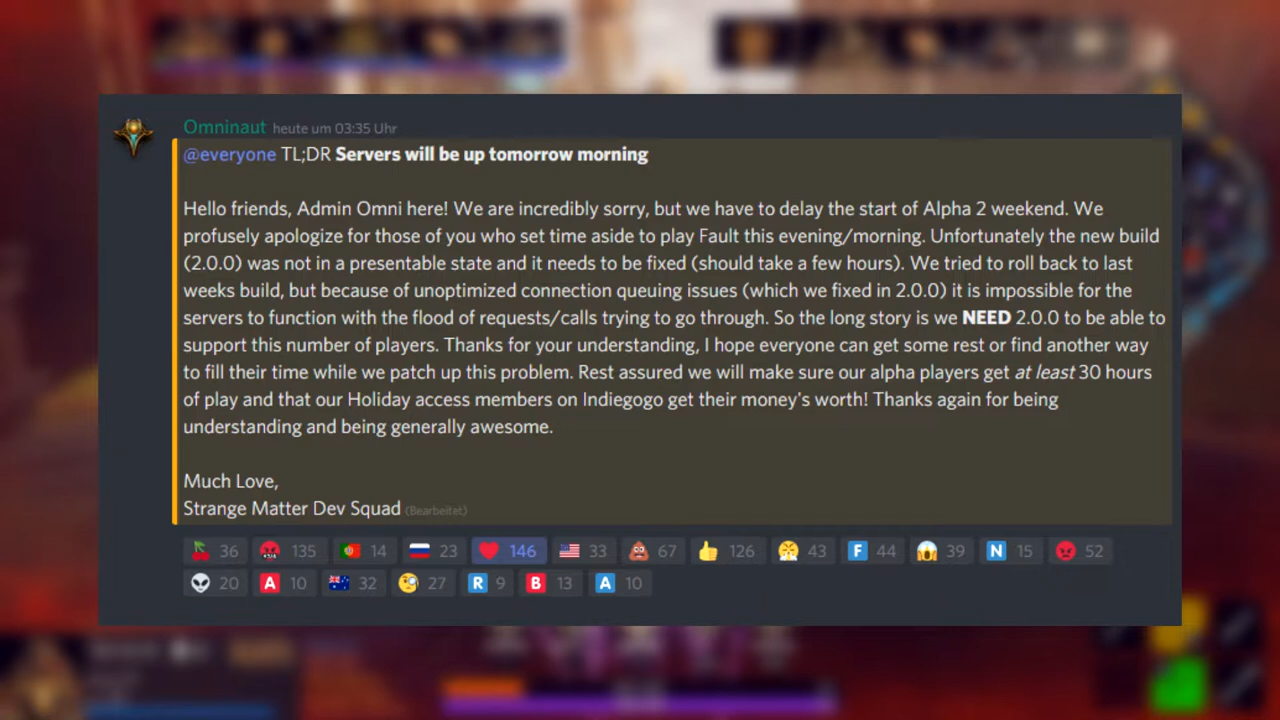 Omninaut heute um 03:35 Uhr
@everyone TL;DR Servers will be up tomorrow morning
Hello friends, Admin Omni here! We are incredibly sorry, but we have to delay the start of Alpha 2 weekend. We
profusely apologize for those of you who set time aside to play Fault this evening/morning. Unfortunately the new build
(2.0.0) was not in a presentable state and it needs to be fixed (should take a few hours). We tried to roll back to last
weeks build, but because of unoptimized connection queuing issues (which we fixed in 2.0.0) it is impossible for the
servers to function with the flood of requests/calls trying to go through. So the long story is we NEED 2.0.0 to be able to
support this number of players. Thanks for your understanding, I hope everyone can get some rest or find another way
to fill their time while we patch up this problem. Rest assured we will make sure our alpha players get at least 30 hours
of play and that our Holiday access members on Indiegogo get their money's worth! Thanks again for being
understanding and being generally awesome.
Much Love,
Strange Matter Dev Squad (Bearbeitet)
36 135 14 23 146 33 67 126 43 F 44 39 N 15 52
20 A 10 32 27 R 9 B 13 A 10